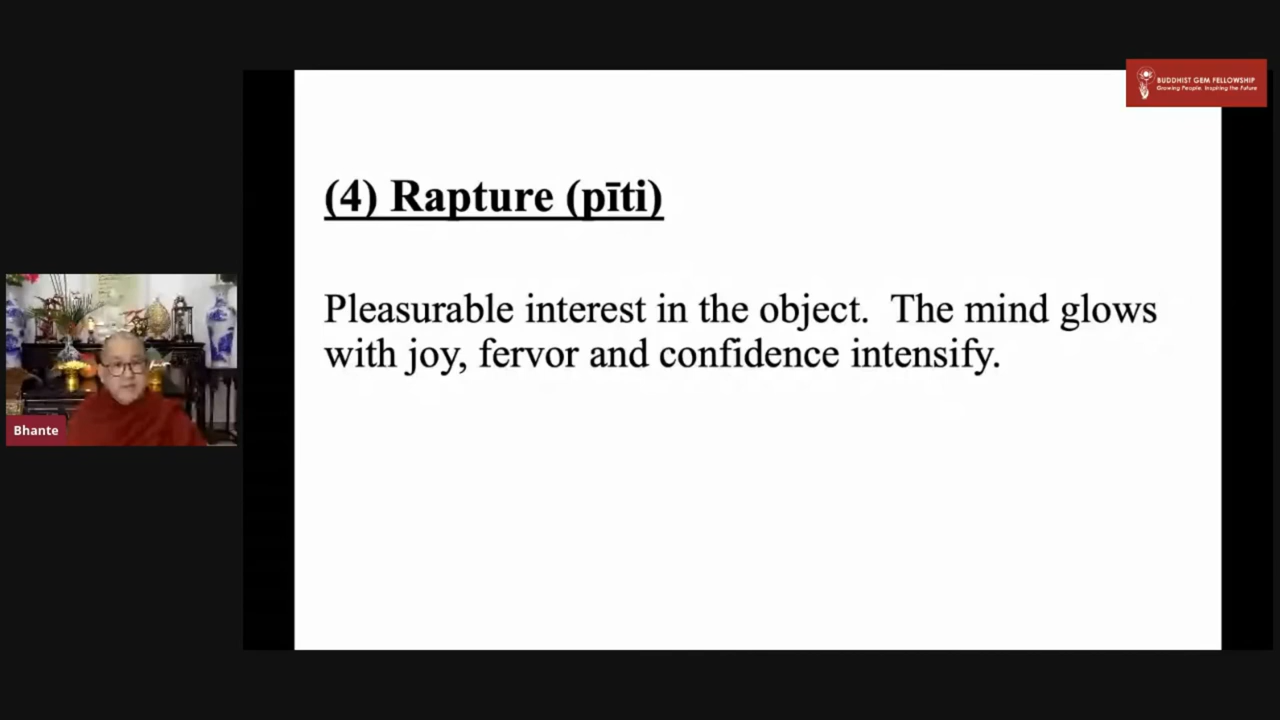 BUDDHIST GEM FELLOWSHIP
Growing People. Inspiring the Future
(4) Rapture (pīti)
Pleasurable interest in the object.  The mind glows
with joy, fervor and confidence intensify.
Bhante